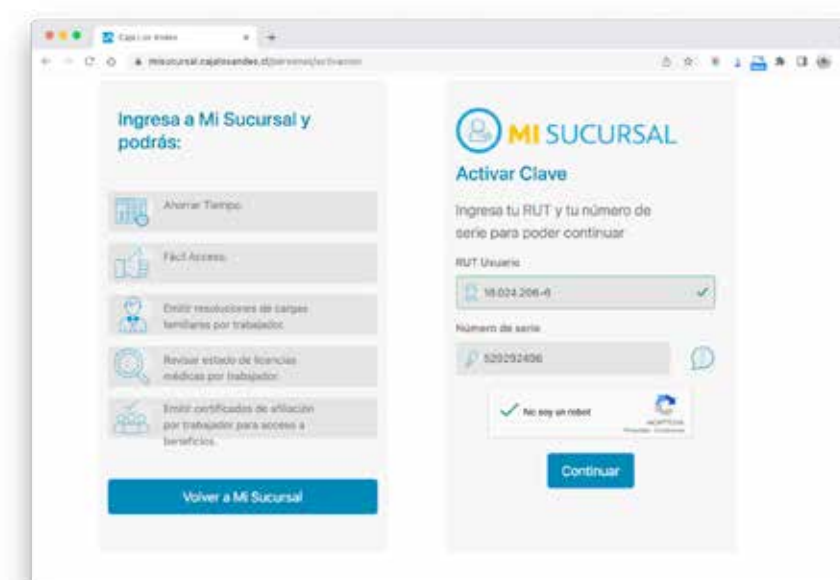 Caja Los Andes
misucursal.cajalosandes.cl/personas/activacion
Ingresa a Mi Sucursal y
podrás:
Ahorrar Tiempo.
Fácil Acceso.
Emitir resoluciones de cargas
familiares por trabajador.
Revisar estado de licencias
médicas por trabajador.
Emitir certificados de afiliación
por trabajador para acceso a
beneficios.
Volver a Mi Sucursal
MI SUCURSAL
Activar Clave
Ingresa tu RUT y tu número de
serie para poder continuar
RUT Usuario
18.024.206-6
Número de serie
520292496
No soy un robot
reCAPTCHA
Continuar